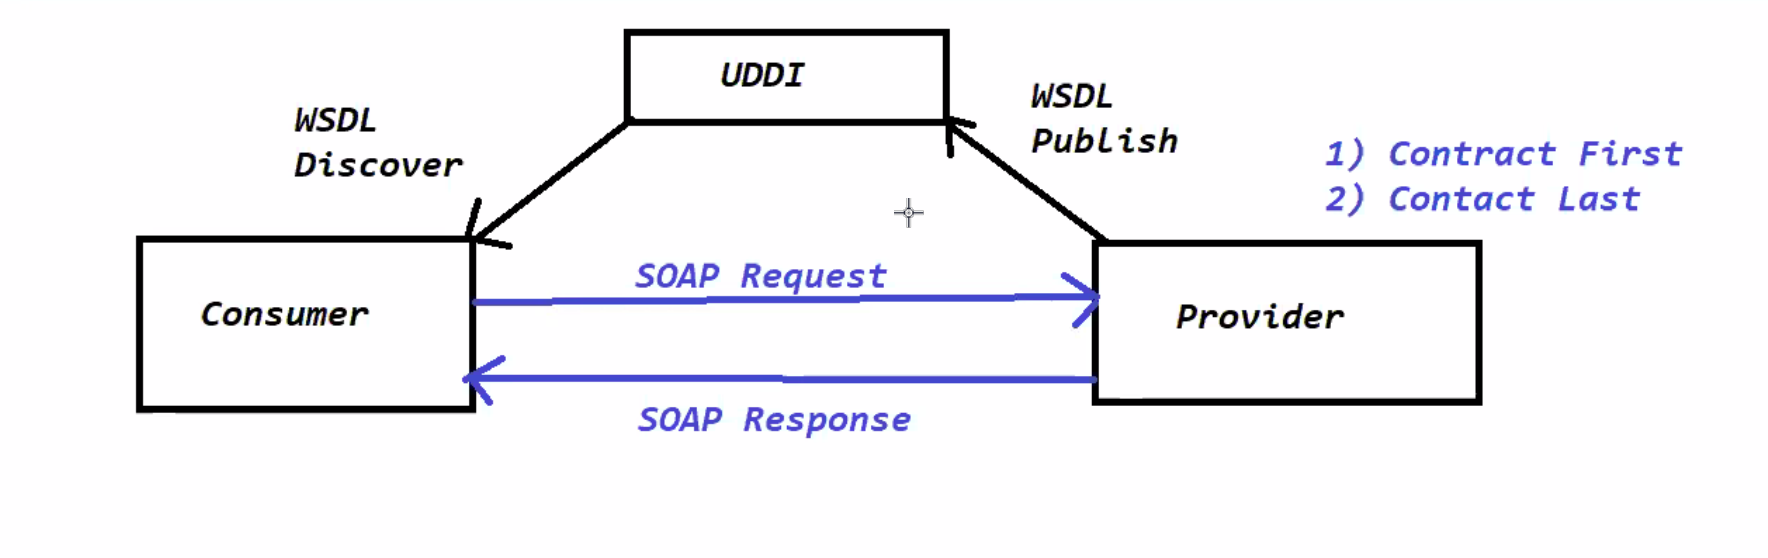 UDDI
WSDL
Discover
WSDL
Publish
1) Contract First
2) Contact Last
SOAP Request
Consumer
Provider
SOAP Response